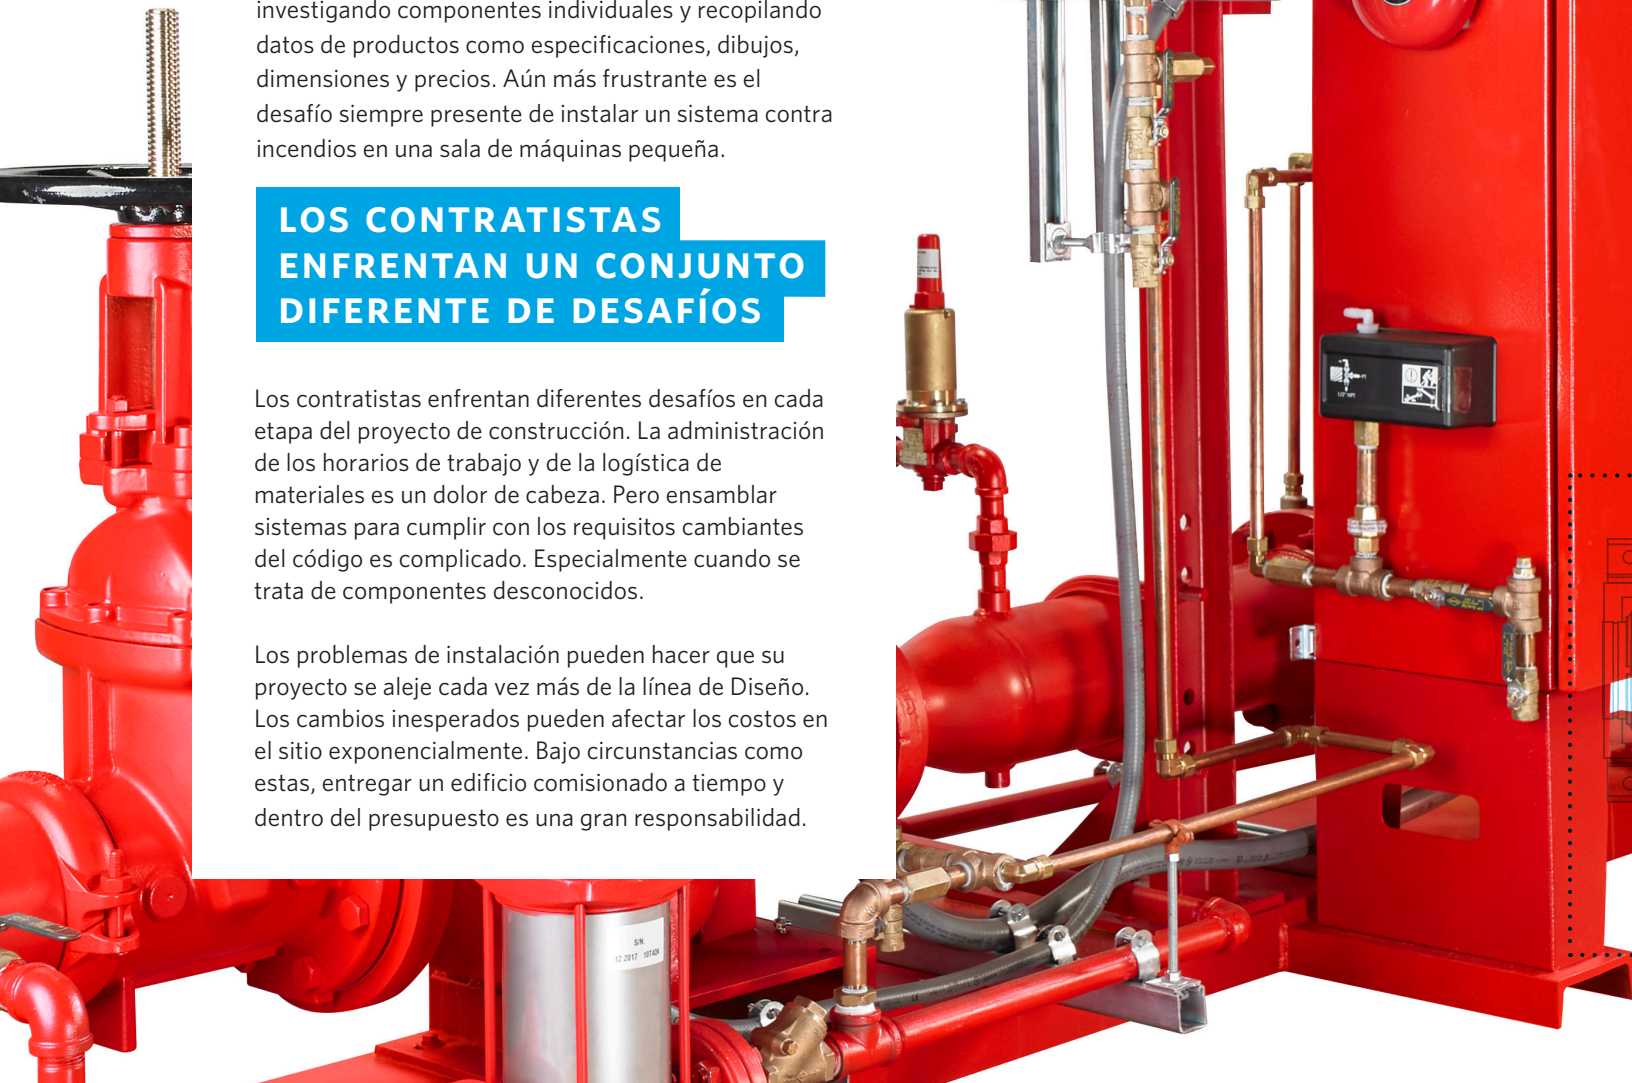 investigando componentes individuales y recopilando
datos de productos como especificaciones, dibujos,
dimensiones y precios. Aún más frustrante es el
desafío siempre presente de instalar un sistema contra
incendios en una sala de máquinas pequeña.
LOS CONTRATISTAS
ENFRENTAN UN CONJUNTO
DIFERENTE DE DESAFÍOS
Los contratistas enfrentan diferentes desafíos en cada
etapa del proyecto de construcción. La administración
de los horarios de trabajo y de la logística de
materiales es un dolor de cabeza. Pero ensamblar
sistemas para cumplir con los requisitos cambiantes
del código es complicado. Especialmente cuando se
trata de componentes desconocidos.
Los problemas de instalación pueden hacer que su
proyecto se aleje cada vez más de la línea de Diseño.
Los cambios inesperados pueden afectar los costos en
el sitio exponencialmente. Bajo circunstancias como
estas, entregar un edificio comisionado a tiempo y
dentro del presupuesto es una gran responsabilidad.
1/2" NPT
S/N.
12.2017